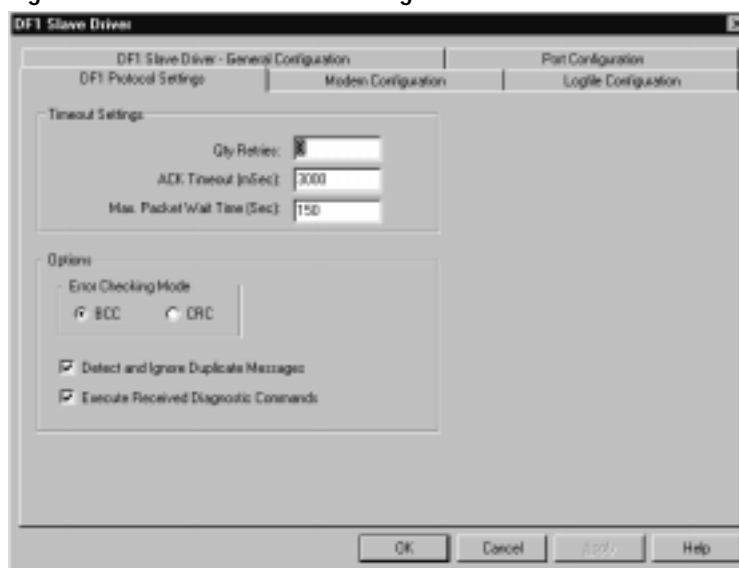 DF1 Slave Driver
DF1 Slave Driver - General Configuration
Port Configuration
DF1 Protocol Settings
Modem Configuration
Logfile Configuration
Timeout Settings
Qty Retries:
ACK Timeout (mSec): 3000
Max. Packet Wait Time (Sec): 150
Options
Error Checking Mode
BCC CRC
Detect and Ignore Duplicate Messages
Execute Received Diagnostic Commands
OK Cancel Apply Help